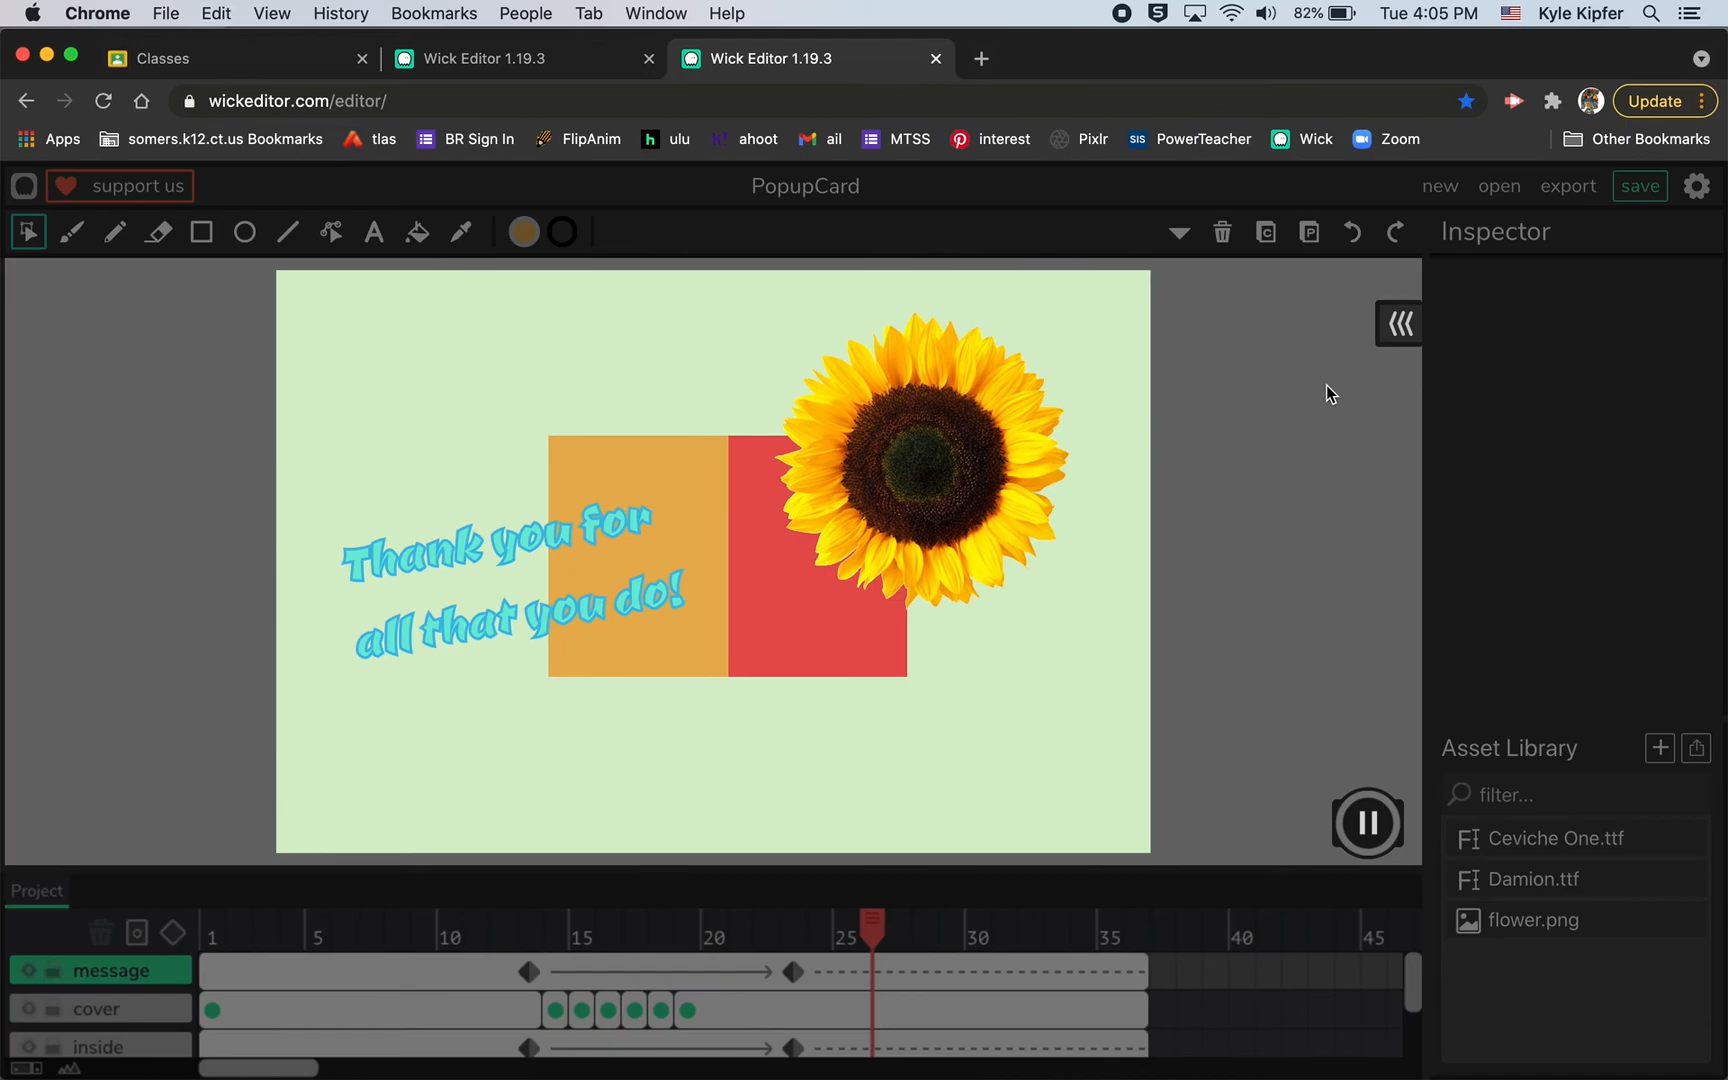 Chrome File Edit View History Bookmarks People Tab Window Help 82% Tue 4:05 PM Kyle Kipfer
Classes Wick Editor 1.19.3 Wick Editor 1.19.3
wickeditor.com/editor/ Update
Apps somers.k12.ct.us Bookmarks tlas BR Sign In FlipAnim ulu ahoot ail MTSS interest Pixlr SIS PowerTeacher Wick Zoom Other Bookmarks
support us PopupCard new open export save
Inspector
Thank you for
all that you do!
Asset Library
filter...
Ceviche One.ttf
Damion.ttf
flower.png
Project
1 5 10 15 20 25 30 35 40 45
message
cover
inside